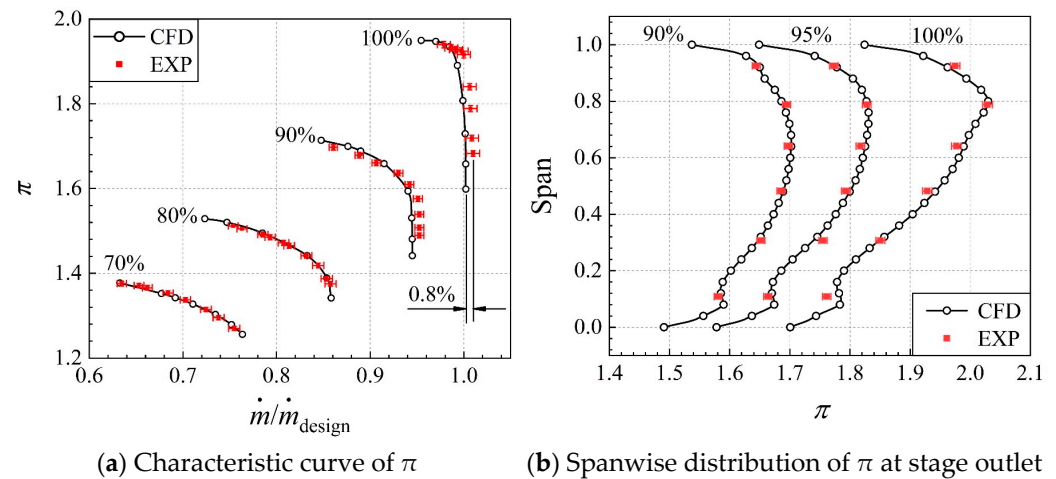 2.0
1.8
1.6
1.4
1.2
π
CFD
EXP
100%
90%
80%
70%
0.8%
0.6 0.7 0.8 0.9 1.0
ṁ/ṁdesign
(a) Characteristic curve of π
1.0
0.8
0.6
0.4
0.2
0.0
Span
90% 95% 100%
CFD
EXP
1.4 1.5 1.6 1.7 1.8 1.9 2.0 2.1
π
(b) Spanwise distribution of π at stage outlet